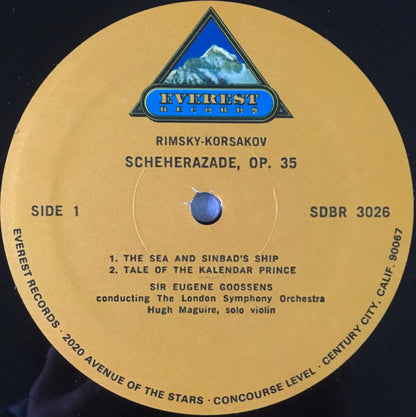 EVEREST
RECORDS
RIMSKY-KORSAKOV
SCHEHERAZADE, OP. 35
SIDE 1
SDBR 3026
1. THE SEA AND SINBAD'S SHIP
2. TALE OF THE KALENDAR PRINCE
SIR EUGENE GOOSSENS
conducting The London Symphony Orchestra
Hugh Maguire, solo violin
EVEREST RECORDS · 2020 AVENUE OF THE STARS · CONCOURSE LEVEL · CENTURY CITY, CALIF. 90067